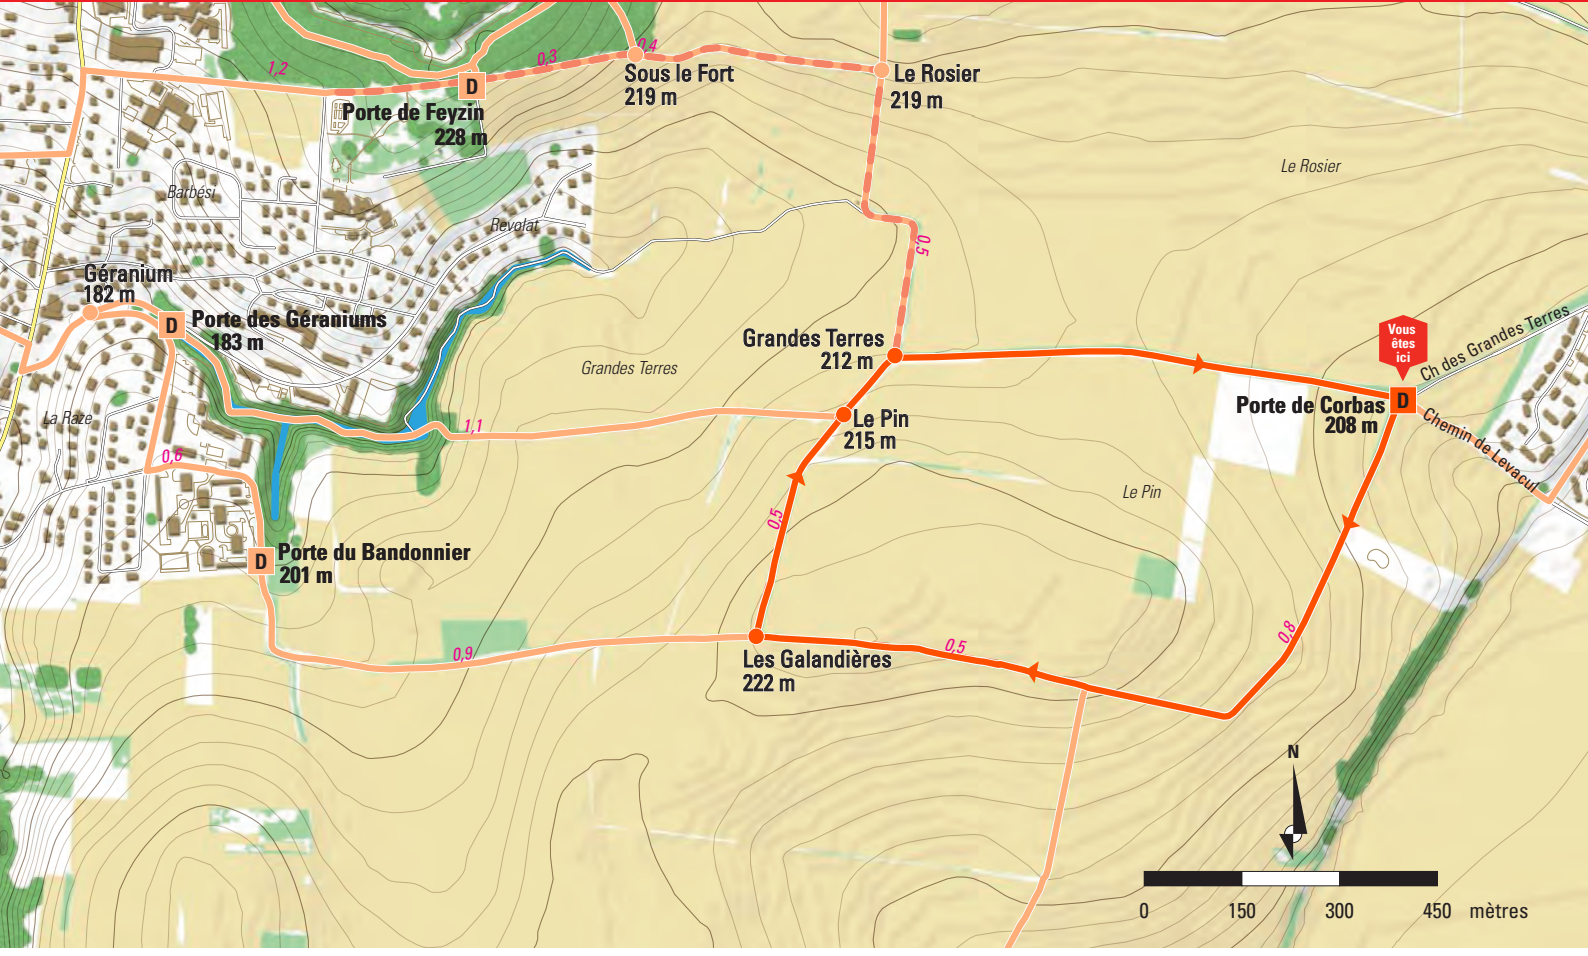 1,2
0,3
0,4
Sous le Fort
219 m
Le Rosier
219 m
D
Porte de Feyzin
228 m
Le Rosier
Barbési
Revolat
0,5
Géranium
182 m
D
Porte des Géraniums
183 m
Grandes Terres
212 m
Grandes Terres
Vous
êtes
ici
Ch des Grandes Terres
D
Porte de Corbas
208 m
Chemin de Levacul
La Raze
1,1
Le Pin
215 m
0,6
Le Pin
0,5
D
Porte du Bandonnier
201 m
0,8
0,9
Les Galandières
222 m
0,5
N
0 150 300 450 mètres